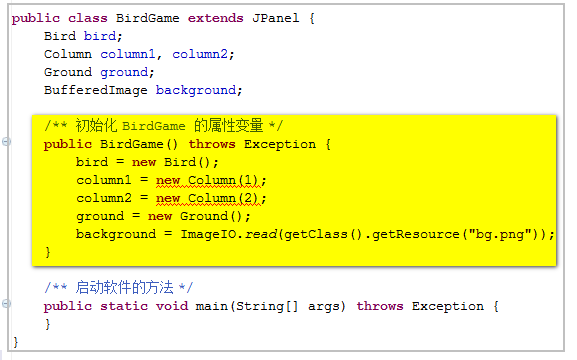 public class BirdGame extends JPanel {
Bird bird;
Column column1, column2;
Ground ground;
BufferedImage background;
/** 初始化 BirdGame 的属性变量 */
public BirdGame() throws Exception {
bird = new Bird();
column1 = new Column(1);
column2 = new Column(2);
ground = new Ground();
background = ImageIO.read(getClass().getResource("bg.png"));
}
/** 启动软件的方法 */
public static void main(String[] args) throws Exception {
}
}